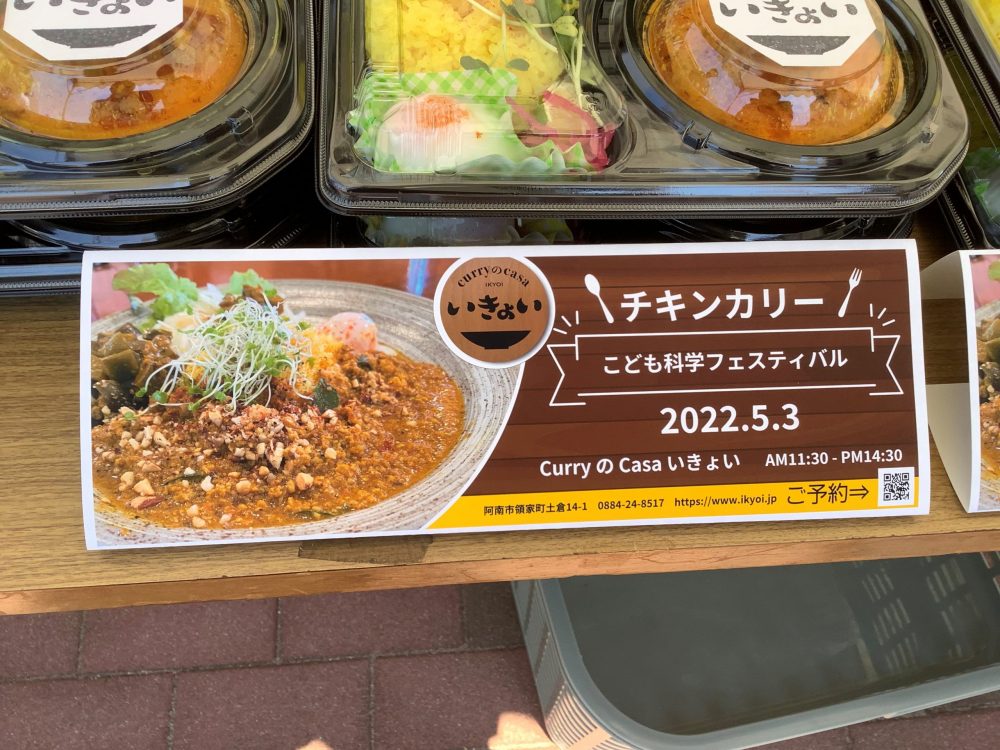 いきょい
いきょい
curryのcasa
IKYOI
いきょい
チキンカリー
こども科学フェスティバル
2022.5.3
Curry の Casa いきょい AM11:30 - PM14:30
阿南市領家町土倉14-1 0884-24-8517 https://www.ikyoi.jp ご予約⇒